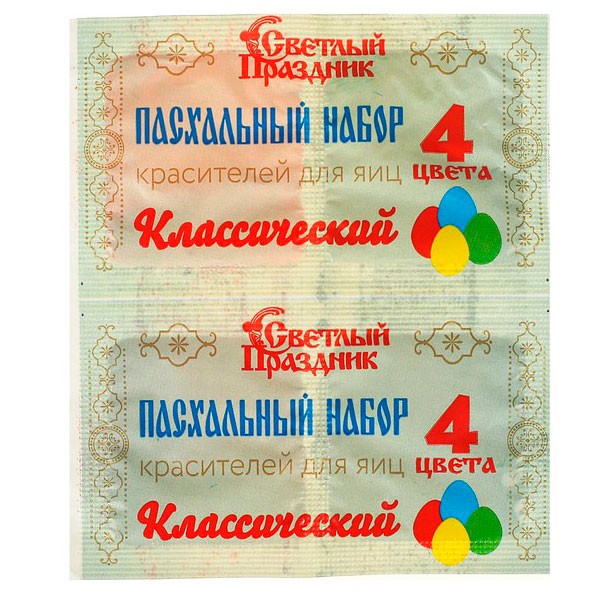 Светлый
Праздник
ПАСХАЛЬНЫЙ НАБОР
красителей для яиц
4
ЦВЕТА
Классический
Светлый
Праздник
ПАСХАЛЬНЫЙ НАБОР
красителей для яиц
4
ЦВЕТА
Классический